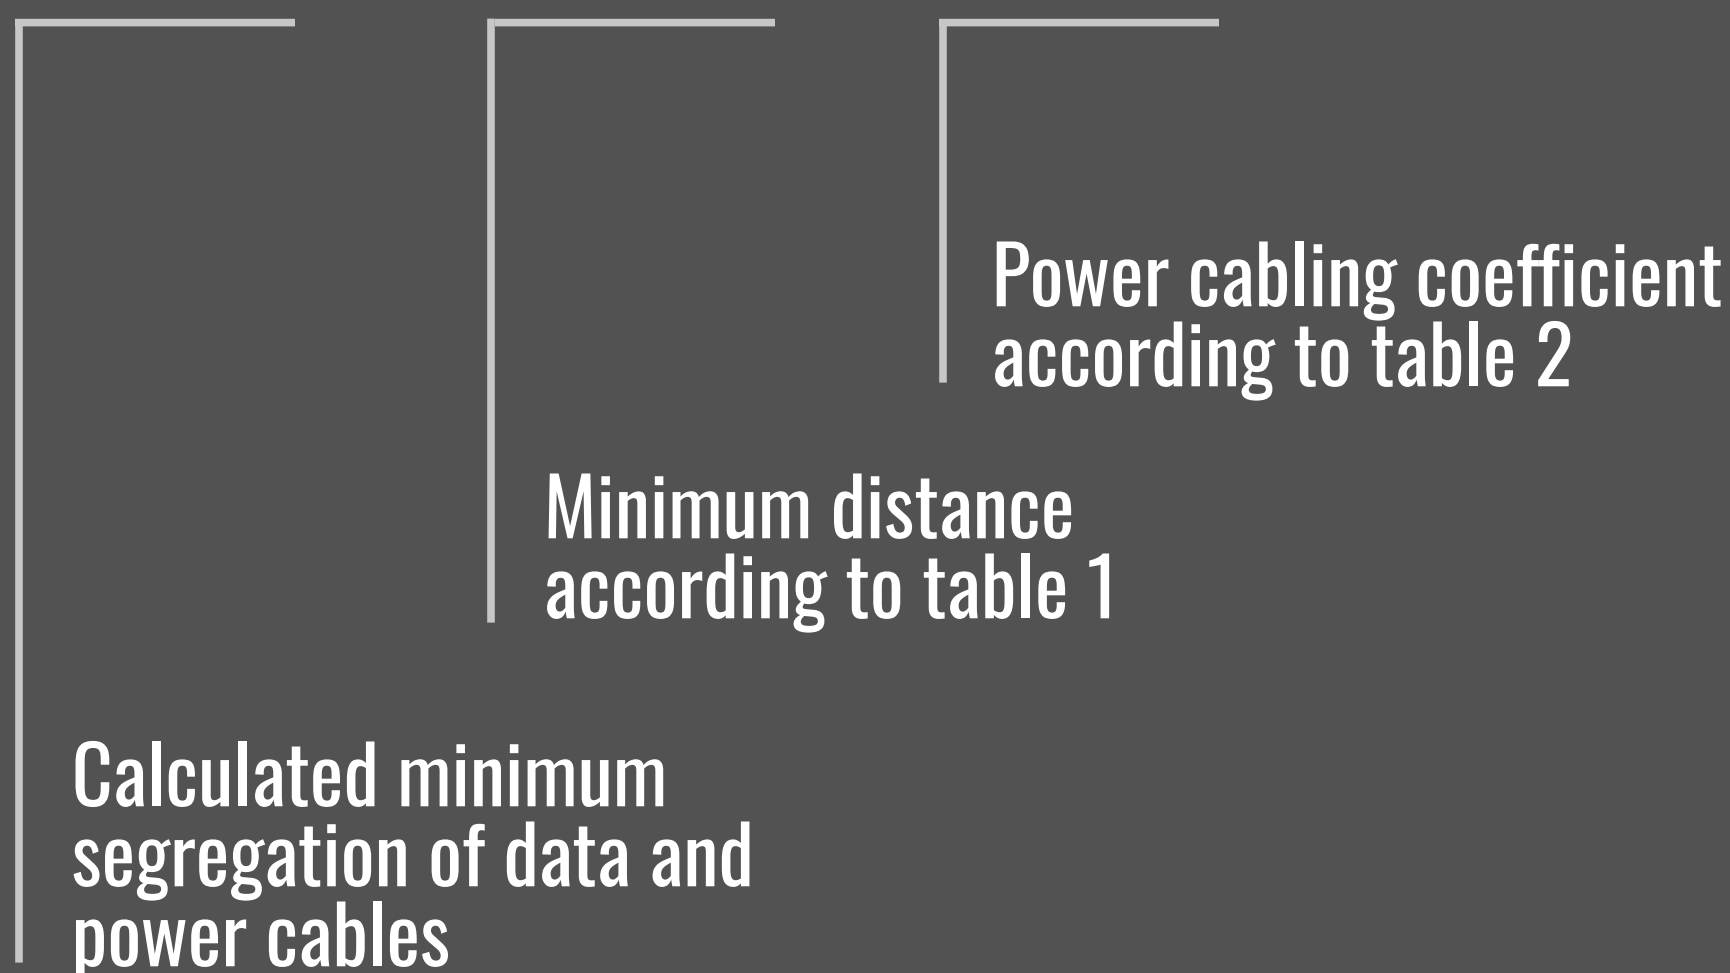 Power cabling coefficient
according to table 2
Minimum distance
according to table 1
Calculated minimum
segregation of data and
power cables